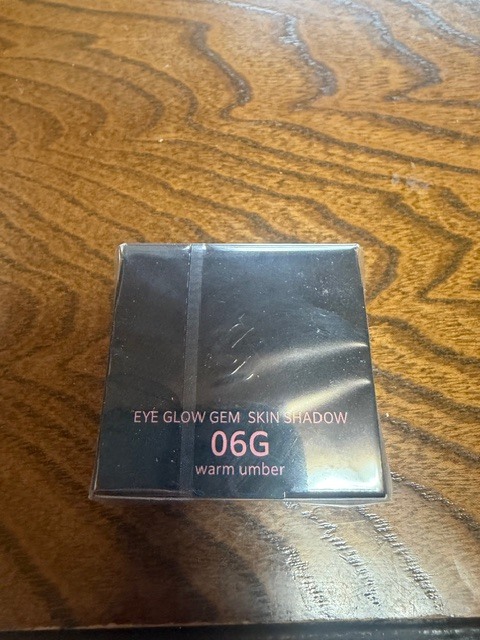 EYE GLOW GEM SKIN SHADOW
06G
warm umber